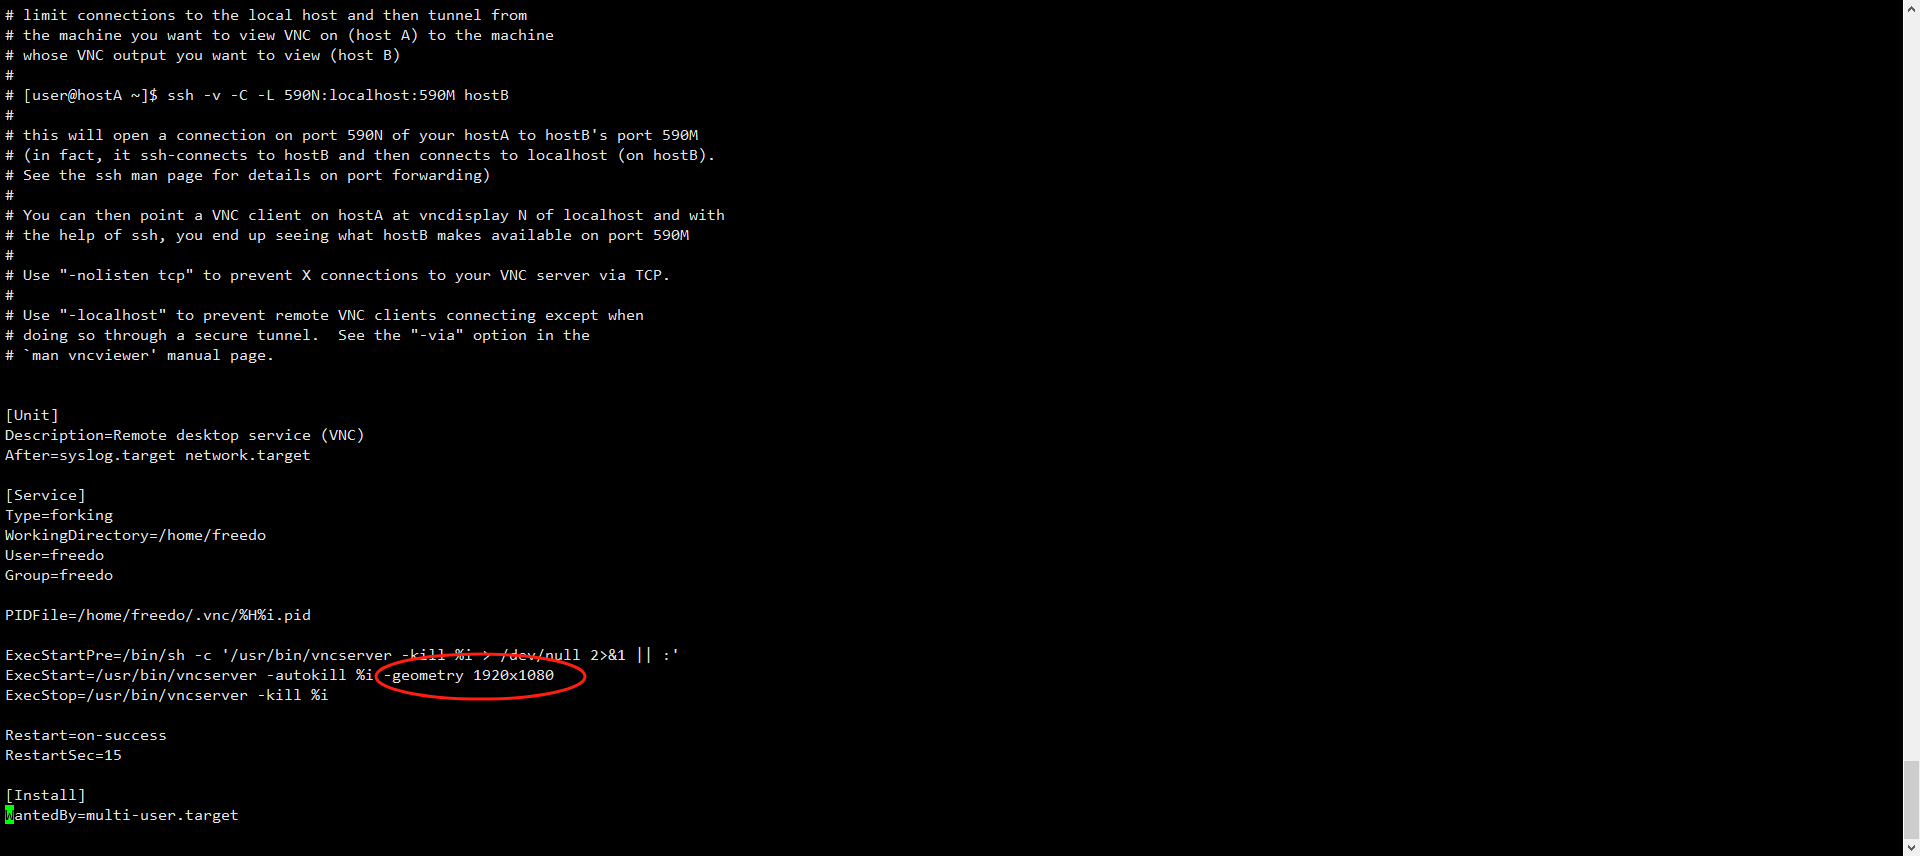 # limit connections to the local host and then tunnel from
# the machine you want to view VNC on (host A) to the machine
# whose VNC output you want to view (host B)
#
# [user@hostA ~]$ ssh -v -C -L 590N:localhost:590M hostB
#
# this will open a connection on port 590N of your hostA to hostB's port 590M
# (in fact, it ssh-connects to hostB and then connects to localhost (on hostB).
# See the ssh man page for details on port forwarding)
#
# You can then point a VNC client on hostA at vncdisplay N of localhost and with
# the help of ssh, you end up seeing what hostB makes available on port 590M
#
# Use "-nolisten tcp" to prevent X connections to your VNC server via TCP.
#
# Use "-localhost" to prevent remote VNC clients connecting except when
# doing so through a secure tunnel.  See the "-via" option in the
# `man vncviewer' manual page.
[Unit]
Description=Remote desktop service (VNC)
After=syslog.target network.target
[Service]
Type=forking
WorkingDirectory=/home/freedo
User=freedo
Group=freedo
PIDFile=/home/freedo/.vnc/%H%i.pid
ExecStartPre=/bin/sh -c '/usr/bin/vncserver -kill %i > /dev/null 2>&1 || :'
ExecStart=/usr/bin/vncserver -autokill %i -geometry 1920x1080
ExecStop=/usr/bin/vncserver -kill %i
Restart=on-success
RestartSec=15
[Install]
WantedBy=multi-user.target